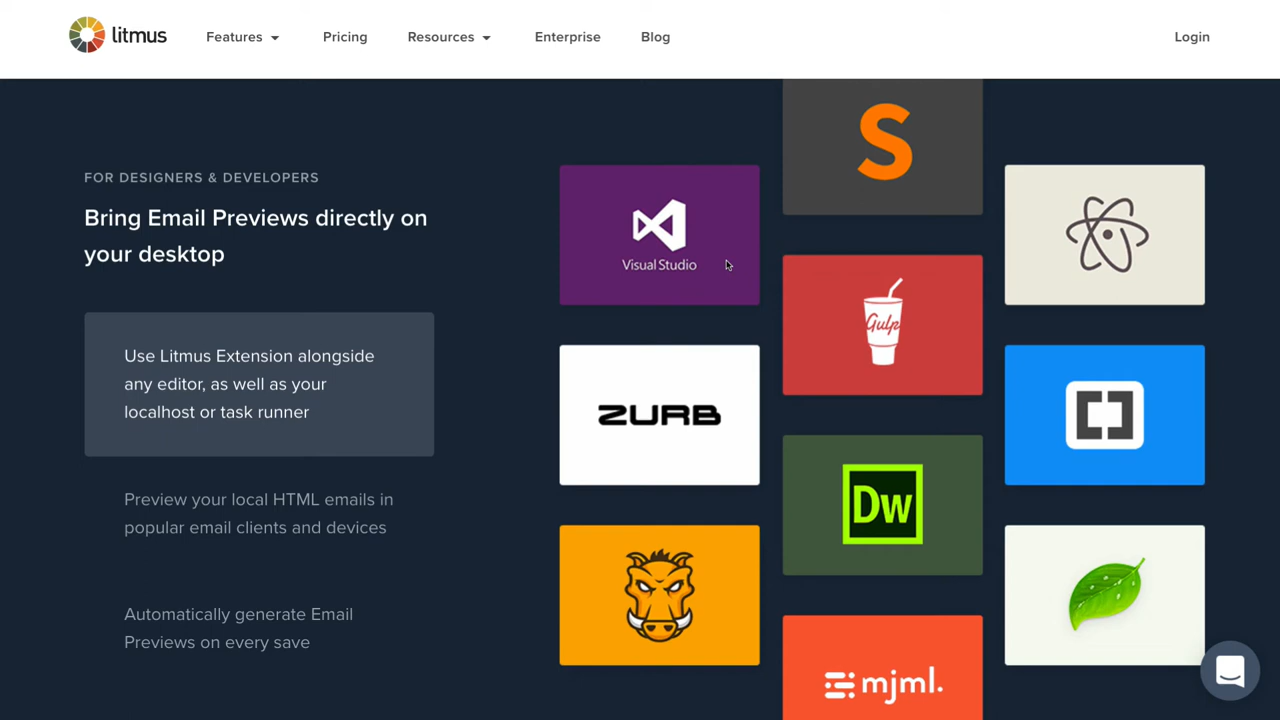 litmus
Features
Pricing
Resources
Enterprise
Blog
Login
FOR DESIGNERS & DEVELOPERS
Bring Email Previews directly on
your desktop
Use Litmus Extension alongside
any editor, as well as your
localhost or task runner
Preview your local HTML emails in
popular email clients and devices
Automatically generate Email
Previews on every save
Visual Studio
ZURB
S
Gulp
Dw
mjml.